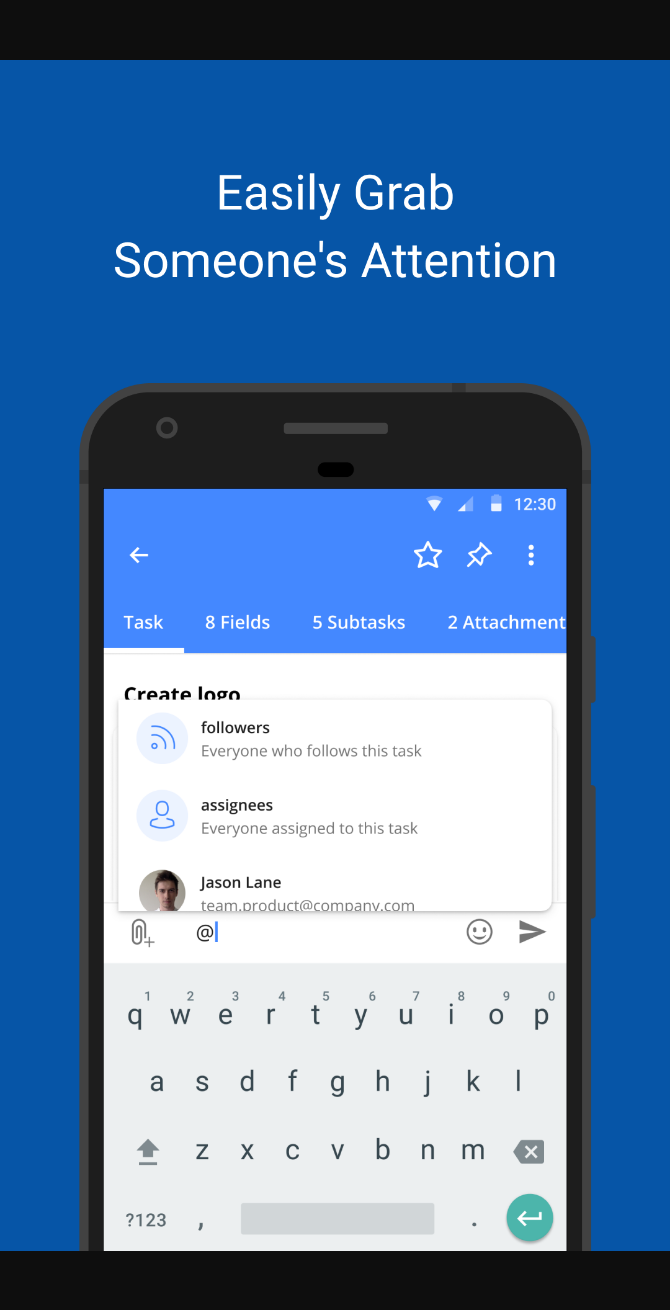 Easily Grab
Someone's Attention
12:30
Task 8 Fields 5 Subtasks 2 Attachment
Create logo
followers
Everyone who follows this task
assignees
Everyone assigned to this task
Jason Lane
team.product@company.com
@
1 2 3 4 5 6 7 8 9 0
q w e r t y u i o p
a s d f g h j k l
z x c v b n m
?123 , .